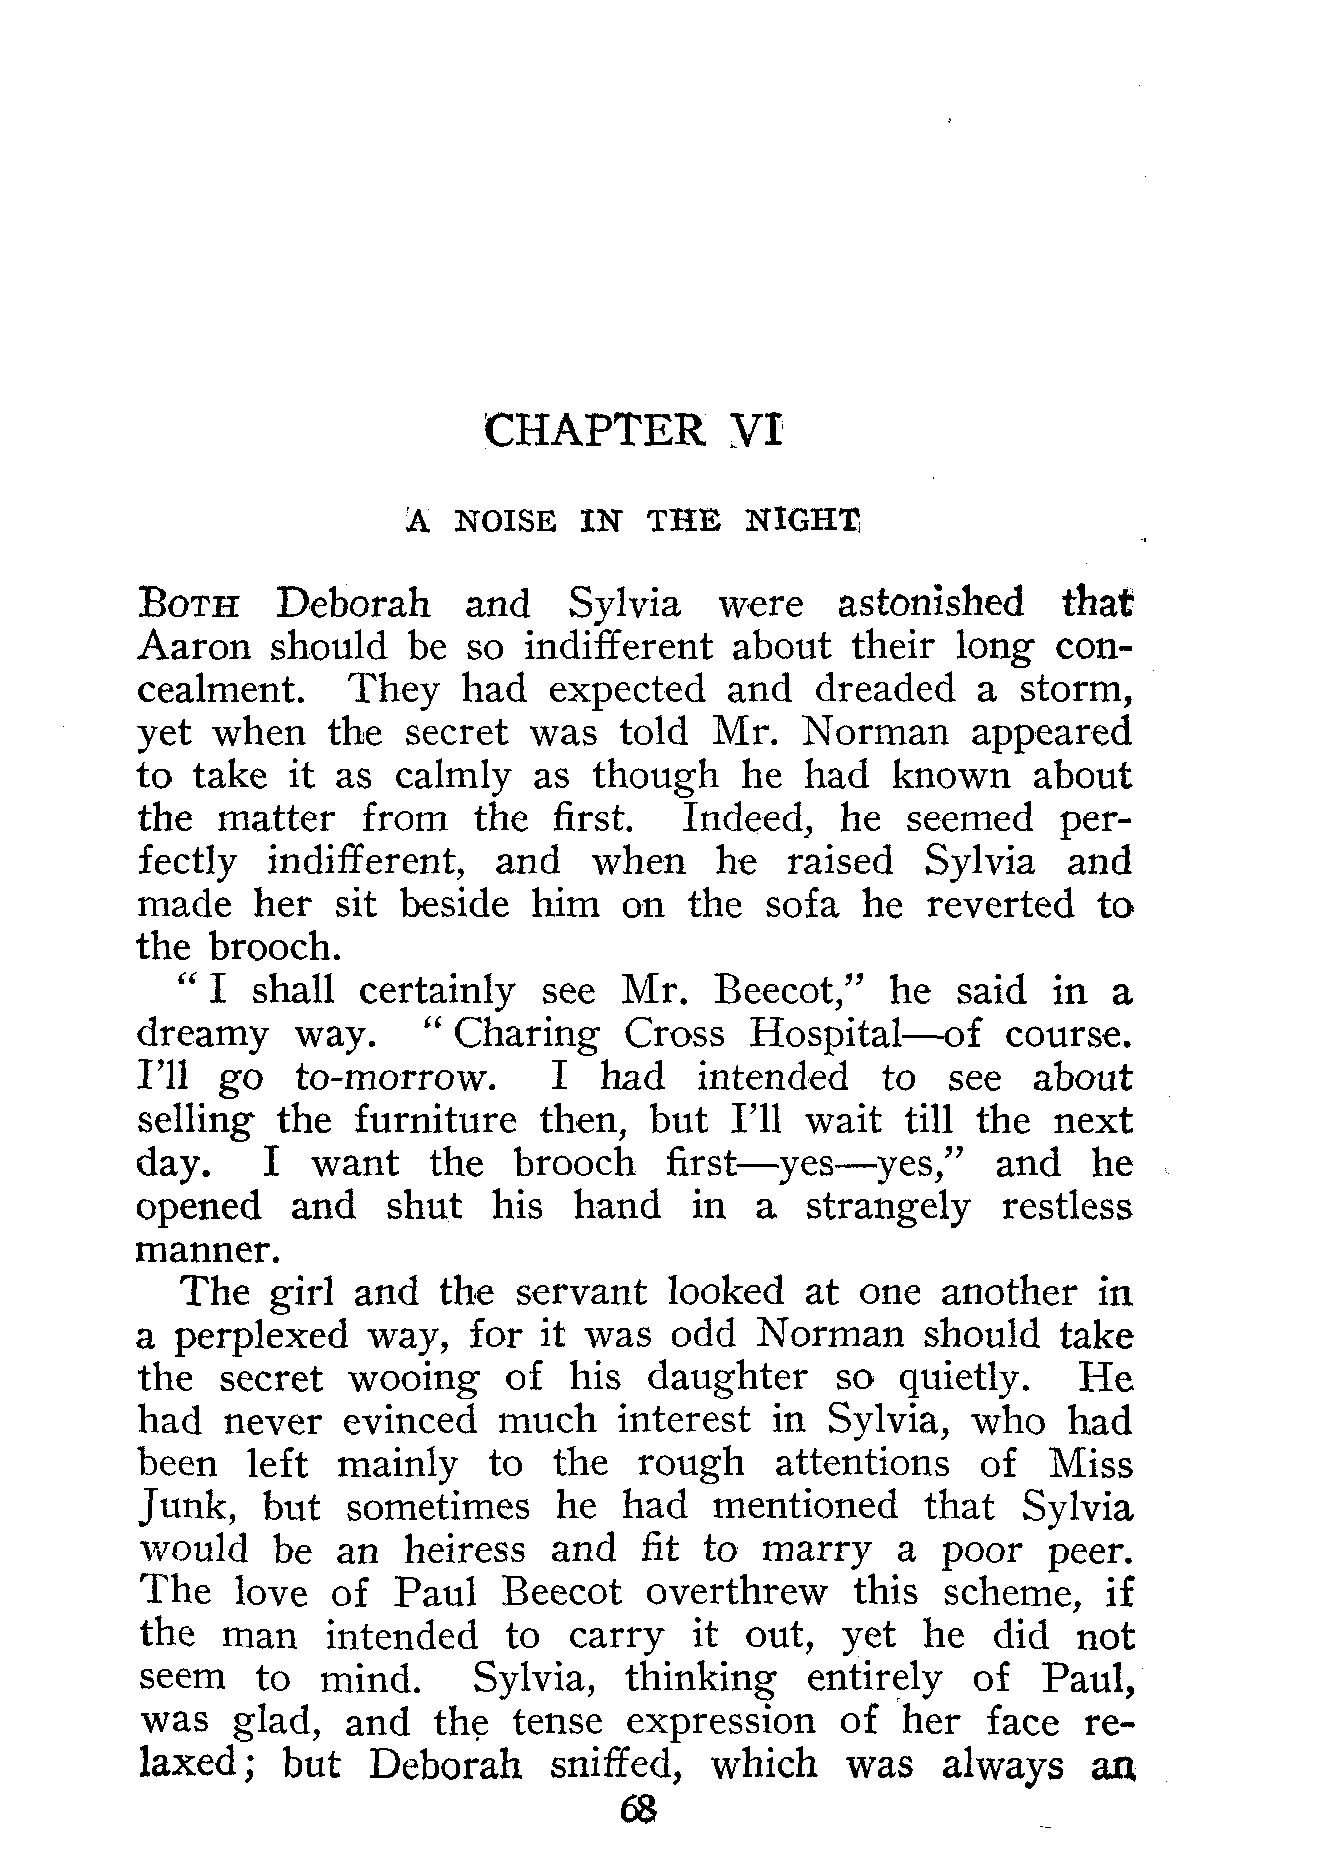 CHAPTER VI
A NOISE IN THE NIGHT
BOTH Deborah and Sylvia were astonished that
Aaron should be so indifferent about their long con-
cealment. They had expected and dreaded a storm,
yet when the secret was told Mr. Norman appeared
to take it as calmly as though he had known about
the matter from the first. Indeed, he seemed per-
fectly indifferent, and when he raised Sylvia and
made her sit beside him on the sofa he reverted to
the brooch.
“ I shall certainly see Mr. Beecot,” he said in a
dreamy way. “ Charing Cross Hospital—of course.
I’ll go to-morrow. I had intended to see about
selling the furniture then, but I’ll wait till the next
day. I want the brooch first—yes—yes,” and he
opened and shut his hand in a strangely restless
manner.
The girl and the servant looked at one another in
a perplexed way, for it was odd Norman should take
the secret wooing of his daughter so quietly. He
had never evinced much interest in Sylvia, who had
been left mainly to the rough attentions of Miss
Junk, but sometimes he had mentioned that Sylvia
would be an heiress and fit to marry a poor peer.
The love of Paul Beecot overthrew this scheme, if
the man intended to carry it out, yet he did not
seem to mind. Sylvia, thinking entirely of Paul,
was glad, and the tense expression of her face re-
laxed; but Deborah sniffed, which was always an
68